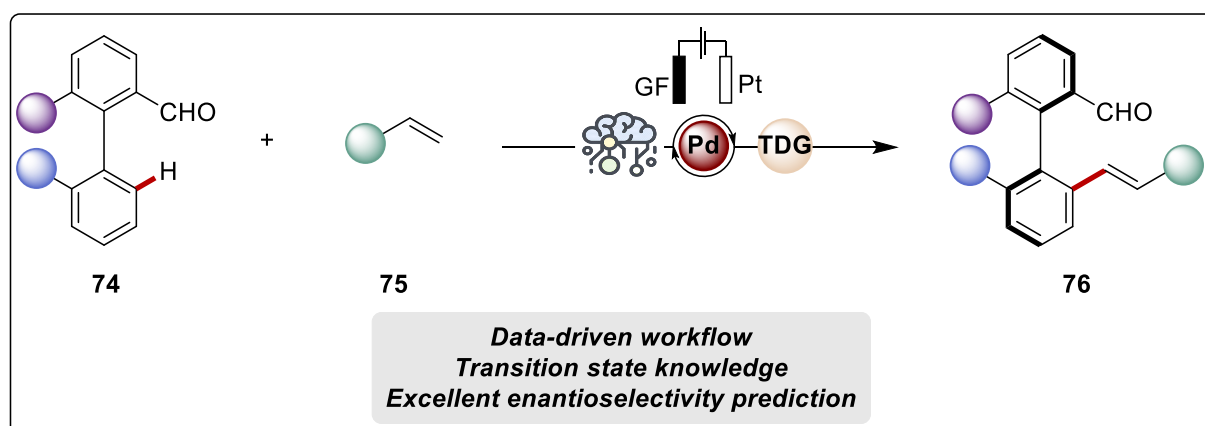 GF Pt
CHO
+
H
Pd TDG
CHO
74
75
76
Data-driven workflow
Transition state knowledge
Excellent enantioselectivity prediction